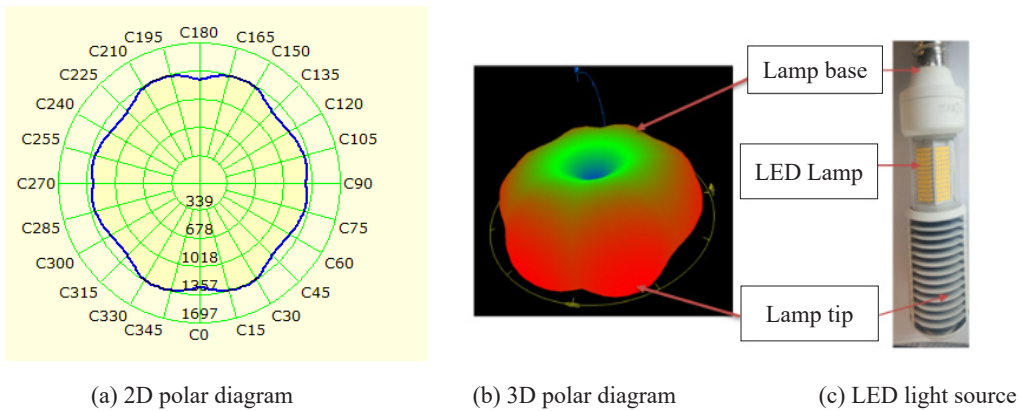 C180
C195
C165
C210
C150
C225
C135
C240
C120
C255
C105
C270
C90
C285
C75
C300
C60
C315
C45
C330
C30
C345
C15
C0
339
678
1018
1357
1697
Lamp base
LED Lamp
Lamp tip
(a) 2D polar diagram
(b) 3D polar diagram
(c) LED light source